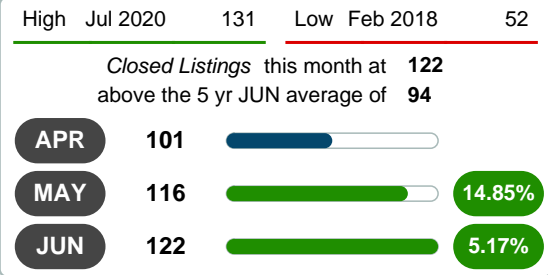 High Jul 2020 131 Low Feb 2018 52
Closed Listings this month at 122
above the 5 yr JUN average of 94
APR 101
MAY 116 14.85%
JUN 122 5.17%